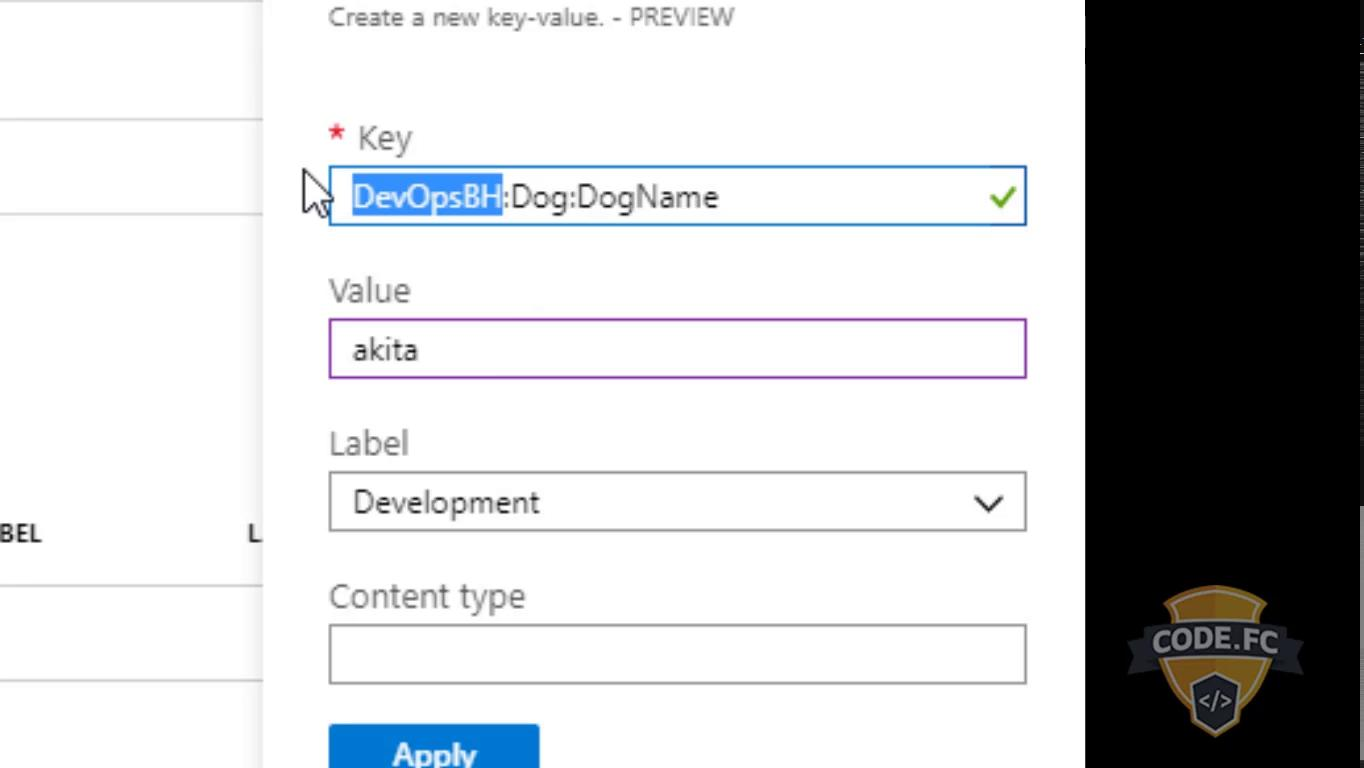 Create a new key-value. - PREVIEW
* Key
DevOpsBH:Dog:DogName
Value
akita
Label
Development
BEL
L
Content type
Apply
CODE.FC
</>